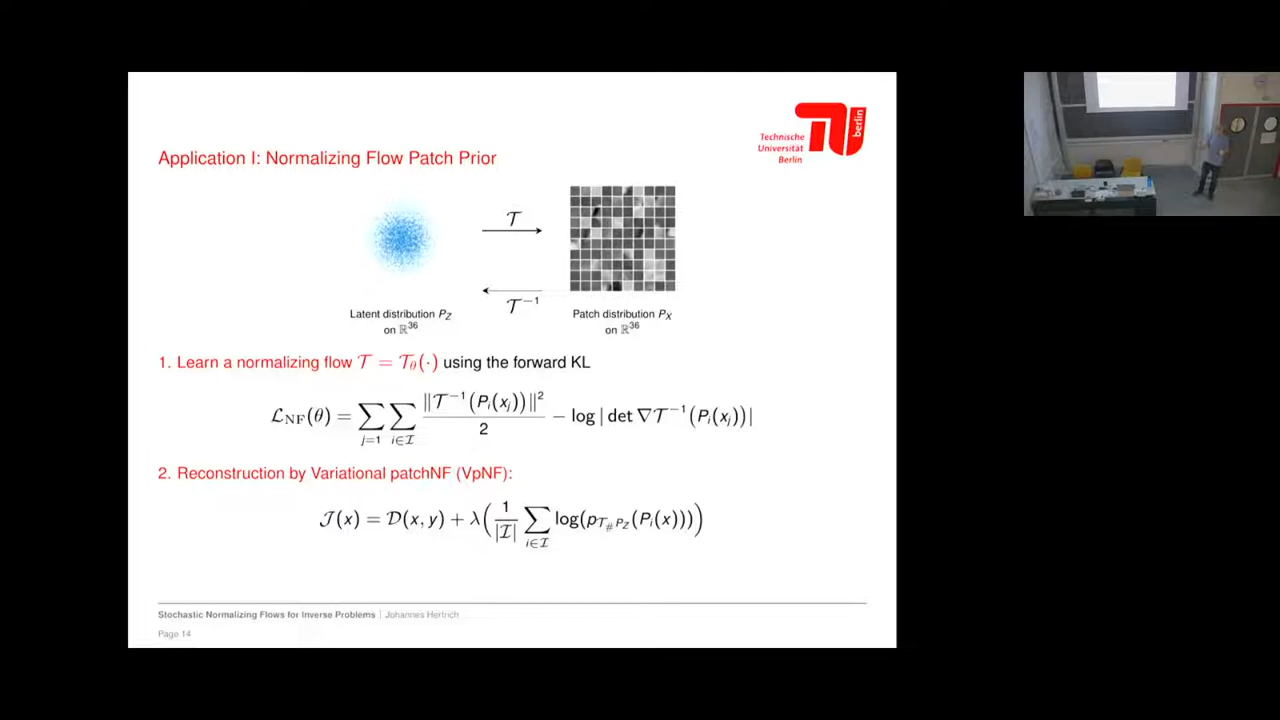 Technische
Universität
Berlin
berlin
Application I: Normalizing Flow Patch Prior
𝒯
𝒯⁻¹
Latent distribution P_Z
on ℝ³⁶
Patch distribution P_X
on ℝ³⁶
1. Learn a normalizing flow 𝒯 = 𝒯_θ(·) using the forward KL
ℒ_NF(θ) = ∑_{j=1} ∑_{i∈ℐ} ‖𝒯⁻¹(P_i(x_j))‖² / 2 − log | det ∇𝒯⁻¹(P_i(x_j)) |
2. Reconstruction by Variational patchNF (VpNF):
𝒥(x) = 𝒟(x, y) + λ( 1/|ℐ| ∑_{i∈ℐ} log(p_{𝒯_# P_Z}(P_i(x))) )
Stochastic Normalizing Flows for Inverse Problems | Johannes Hertrich
Page 14